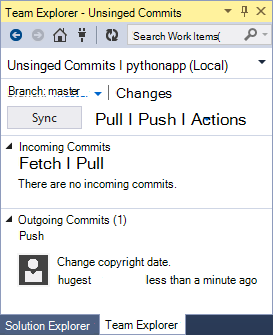 Team Explorer - Unsinged Commits
Search Work Items(
Unsinged Commits | pythonapp (Local)
Branch: master | Changes
Sync Pull | Push | Actions
Incoming Commits
Fetch | Pull
There are no incoming commits.
Outgoing Commits (1)
Push
Change copyright date.
hugest less than a minute ago
Solution Explorer Team Explorer